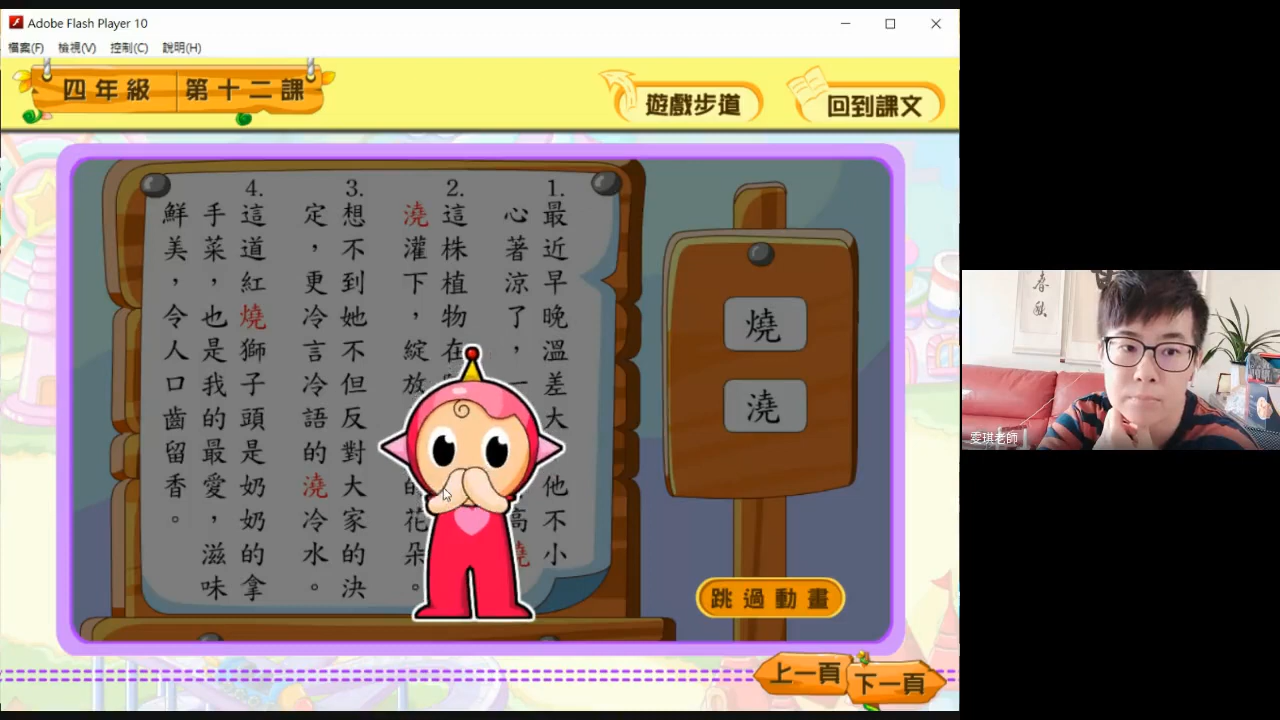 Adobe Flash Player 10
檔案(F) 檢視(V) 控制(C) 說明(H)
四年級 第十二課
遊戲步道
回到課文
1.
最近早晚溫差大 他不小
心著涼了,一 高燒
2.
這株植物在
澆灌下,綻放 的花朵。
3.
想不到她不但反對大家的決
定,更冷言冷語的澆冷水。
4.
這道紅燒獅子頭是奶奶的拿
手菜,也是我的最愛,滋味
鮮美,令人口齒留香。
燒
澆
跳過動畫
上一頁
下一頁
春
雯琪老師